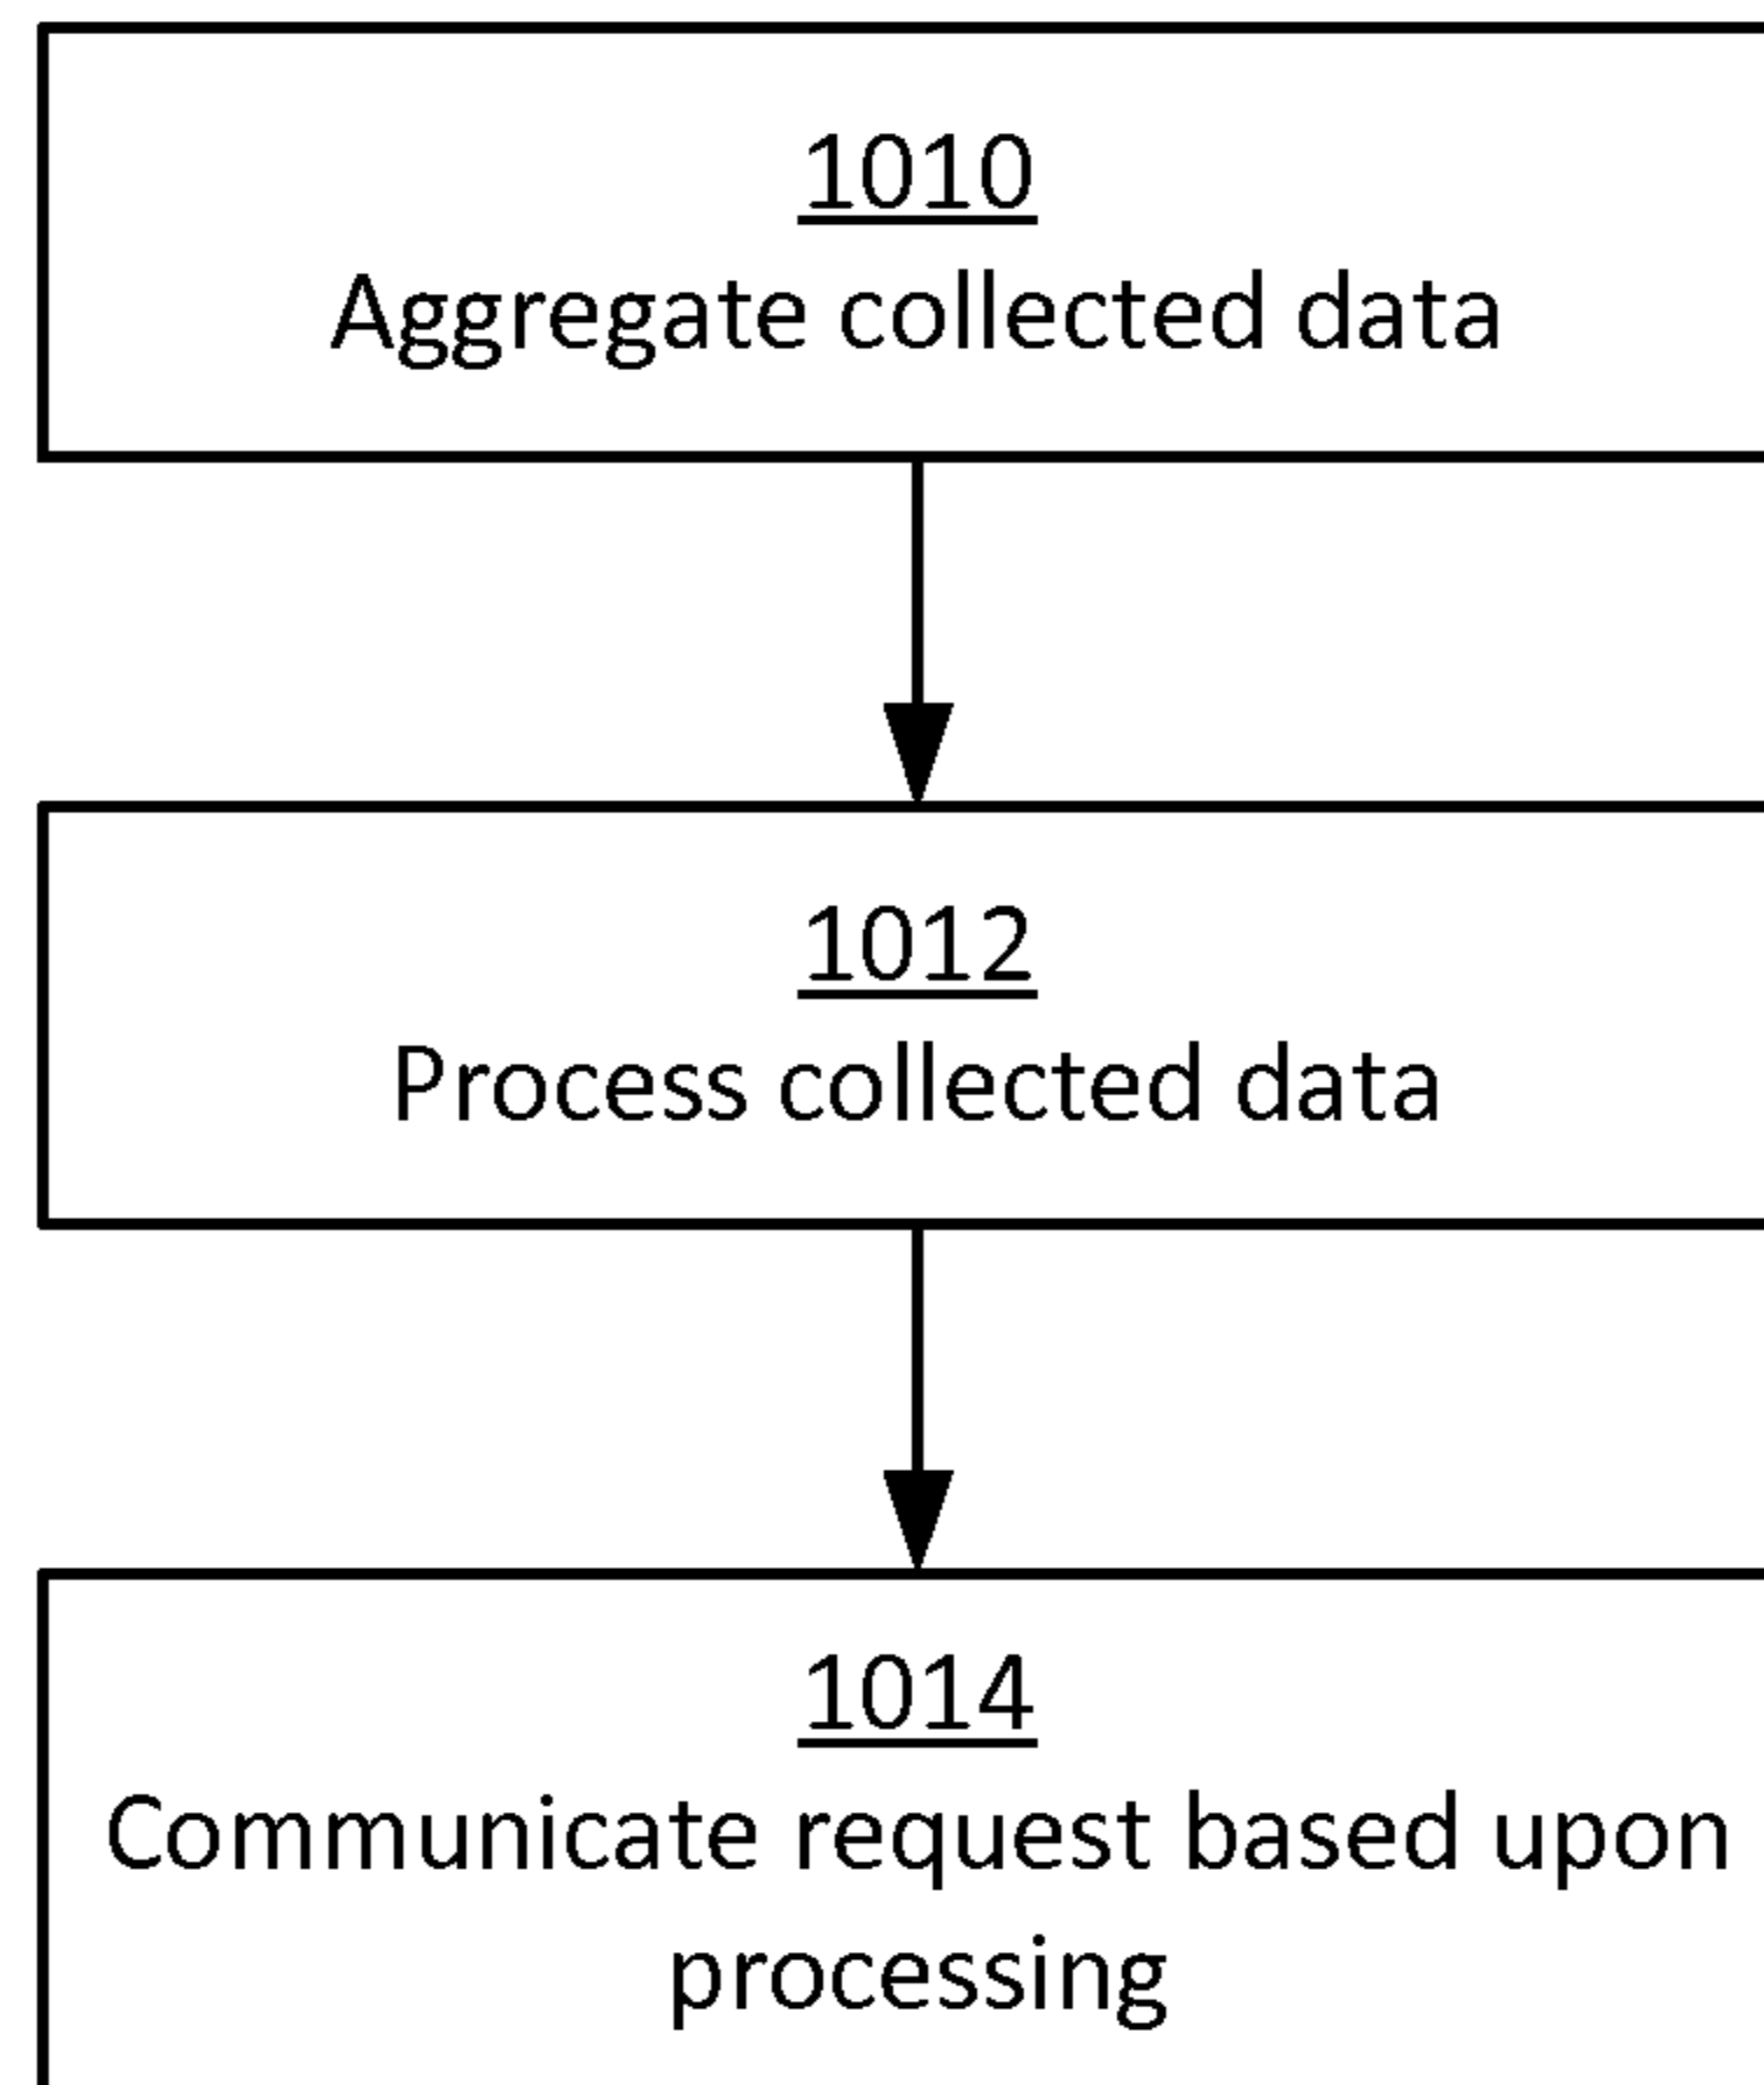 1010
Aggregate collected data
1012
Process collected data
1014
Communicate request based upon
processing